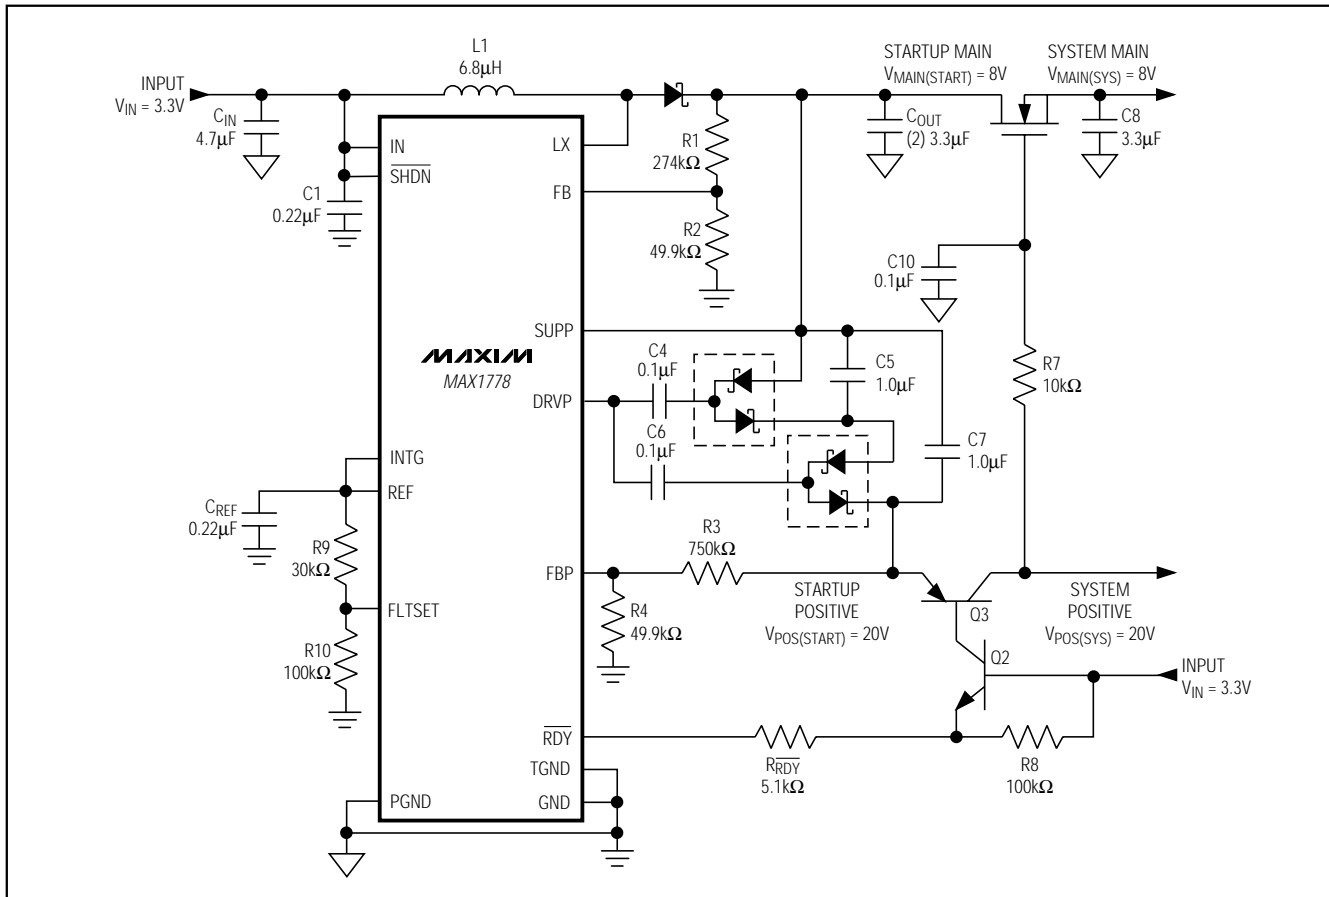 INPUT
V_IN = 3.3V
C_IN
4.7μF
L1
6.8μH
STARTUP MAIN
V_MAIN(START) = 8V
SYSTEM MAIN
V_MAIN(SYS) = 8V
C_OUT
(2) 3.3μF
C8
3.3μF
IN
S̅H̅D̅N̅
C1
0.22μF
LX
FB
R1
274kΩ
R2
49.9kΩ
C10
0.1μF
SUPP
MAXIM
MAX1778
DRVP
C4
0.1μF
C5
1.0μF
R7
10kΩ
C6
0.1μF
C7
1.0μF
INTG
REF
C_REF
0.22μF
R9
30kΩ
FLTSET
R10
100kΩ
FBP
R3
750kΩ
R4
49.9kΩ
STARTUP
POSITIVE
V_POS(START) = 20V
Q3
SYSTEM
POSITIVE
V_POS(SYS) = 20V
Q2
INPUT
V_IN = 3.3V
R̅D̅Y̅
R_R̅D̅Y̅
5.1kΩ
R8
100kΩ
TGND
GND
PGND